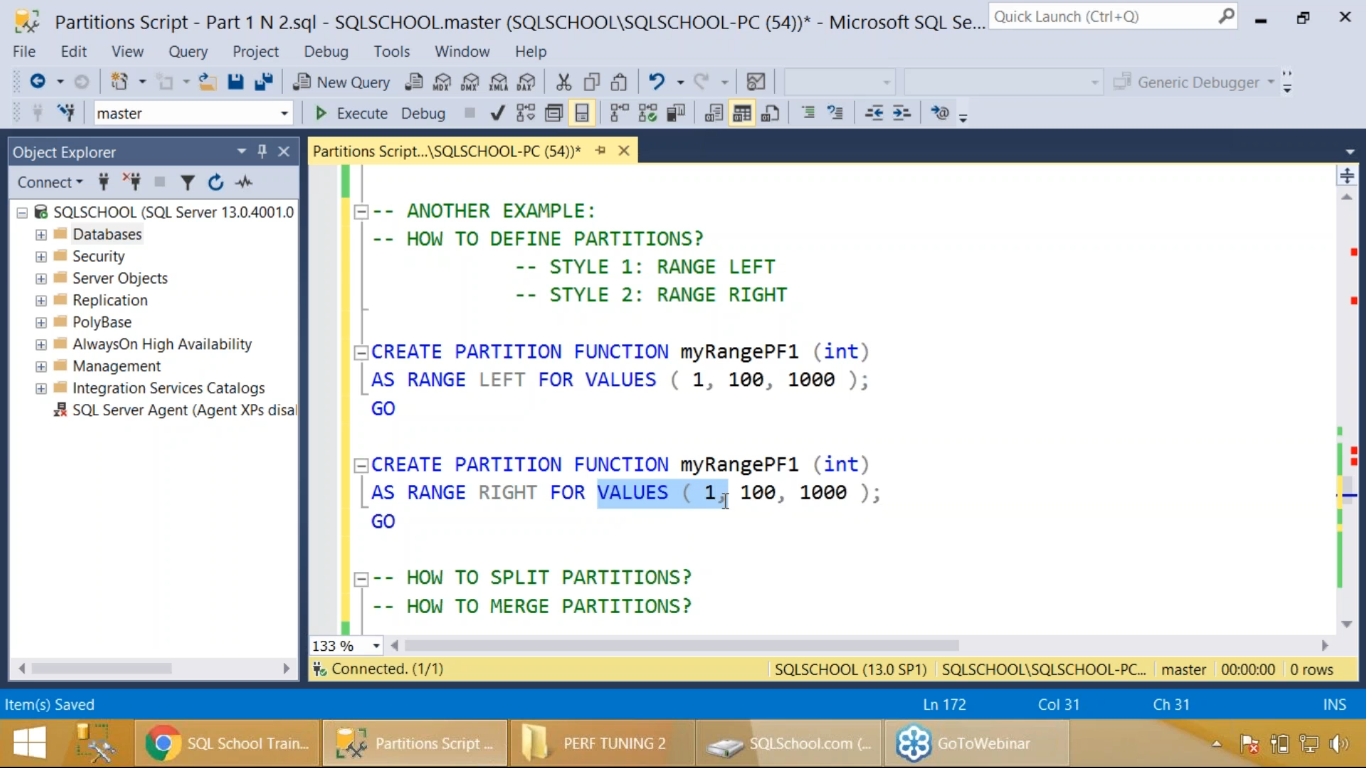 Partitions Script - Part 1 N 2.sql - SQLSCHOOL.master (SQLSCHOOL\SQLSCHOOL-PC (54))* - Microsoft SQL Se...
Quick Launch (Ctrl+Q)
File Edit View Query Project Debug Tools Window Help
New Query MDX DMX XMLA DAX Generic Debugger
master Execute Debug
Object Explorer
Partitions Script...\SQLSCHOOL-PC (54))*
Connect
SQLSCHOOL (SQL Server 13.0.4001.0
Databases
Security
Server Objects
Replication
PolyBase
AlwaysOn High Availability
Management
Integration Services Catalogs
SQL Server Agent (Agent XPs disal
-- ANOTHER EXAMPLE:
-- HOW TO DEFINE PARTITIONS?
-- STYLE 1: RANGE LEFT
-- STYLE 2: RANGE RIGHT
CREATE PARTITION FUNCTION myRangePF1 (int)
AS RANGE LEFT FOR VALUES ( 1, 100, 1000 );
GO
CREATE PARTITION FUNCTION myRangePF1 (int)
AS RANGE RIGHT FOR VALUES ( 1, 100, 1000 );
GO
-- HOW TO SPLIT PARTITIONS?
-- HOW TO MERGE PARTITIONS?
133 %
Connected. (1/1) SQLSCHOOL (13.0 SP1) SQLSCHOOL\SQLSCHOOL-PC... master 00:00:00 0 rows
Item(s) Saved Ln 172 Col 31 Ch 31 INS
SQL School Train... Partitions Script ... PERF TUNING 2 SQLSchool.com (... GoToWebinar